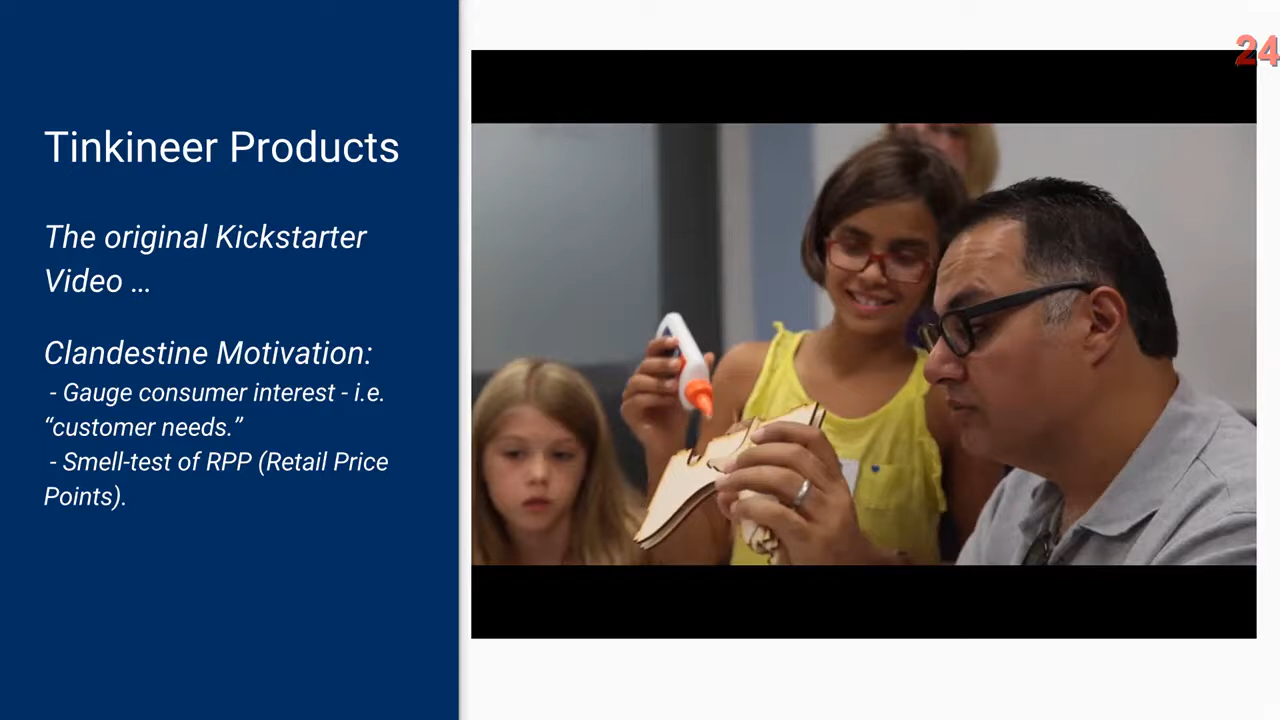 24
Tinkineer Products
The original Kickstarter
Video ...
Clandestine Motivation:
- Gauge consumer interest - i.e.
“customer needs.”
- Smell-test of RPP (Retail Price
Points).